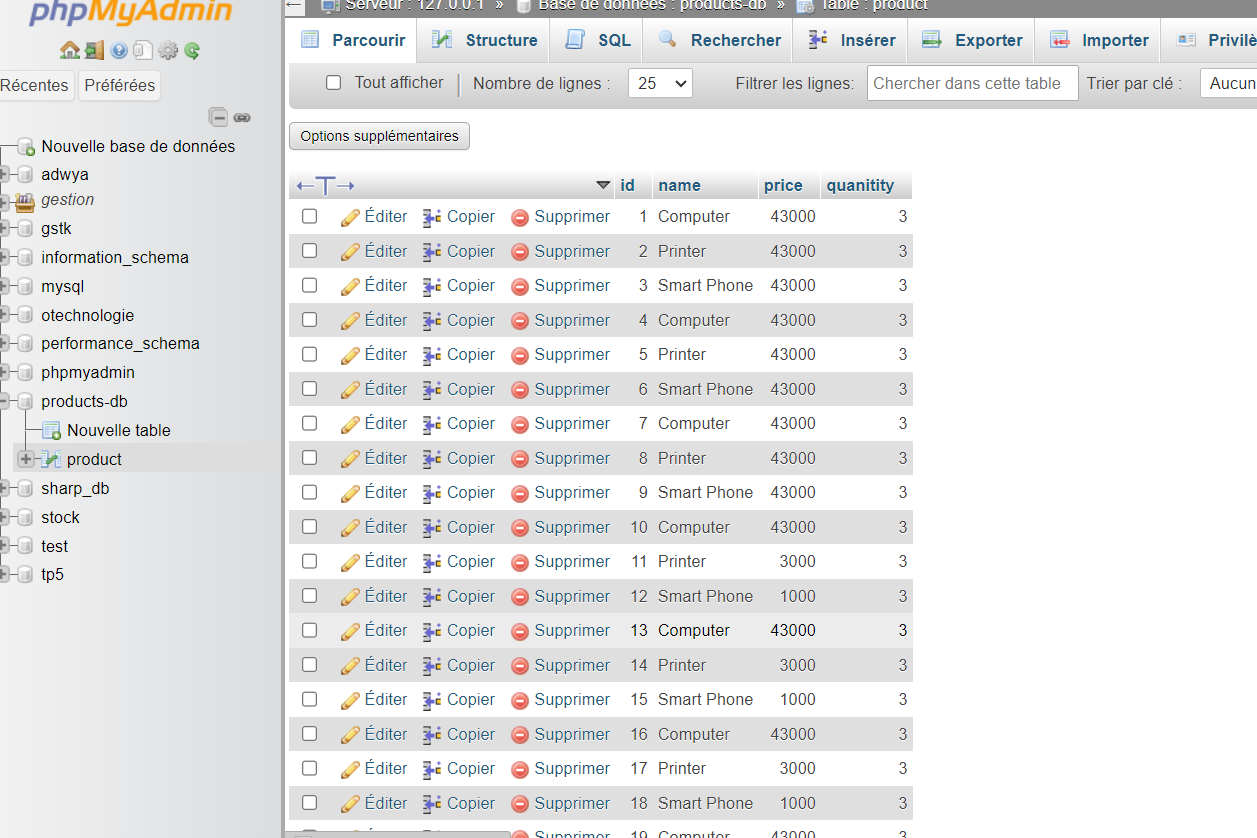 phpMyAdmin
Récentes Préférées
Nouvelle base de données
adwya
gestion
gstk
information_schema
mysql
otechnologie
performance_schema
phpmyadmin
products-db
Nouvelle table
product
sharp_db
stock
test
tp5
Serveur : 127.0.0.1 » Base de données : products-db » Table : product
Parcourir Structure SQL Rechercher Insérer Exporter Importer Privilè
Tout afficher Nombre de lignes : 25 Filtrer les lignes: Chercher dans cette table Trier par clé : Aucun
Options supplémentaires
id name price quanitity
Éditer Copier Supprimer 1 Computer 43000 3
Éditer Copier Supprimer 2 Printer 43000 3
Éditer Copier Supprimer 3 Smart Phone 43000 3
Éditer Copier Supprimer 4 Computer 43000 3
Éditer Copier Supprimer 5 Printer 43000 3
Éditer Copier Supprimer 6 Smart Phone 43000 3
Éditer Copier Supprimer 7 Computer 43000 3
Éditer Copier Supprimer 8 Printer 43000 3
Éditer Copier Supprimer 9 Smart Phone 43000 3
Éditer Copier Supprimer 10 Computer 43000 3
Éditer Copier Supprimer 11 Printer 3000 3
Éditer Copier Supprimer 12 Smart Phone 1000 3
Éditer Copier Supprimer 13 Computer 43000 3
Éditer Copier Supprimer 14 Printer 3000 3
Éditer Copier Supprimer 15 Smart Phone 1000 3
Éditer Copier Supprimer 16 Computer 43000 3
Éditer Copier Supprimer 17 Printer 3000 3
Éditer Copier Supprimer 18 Smart Phone 1000 3
Supprimer 19 Computer 43000 3